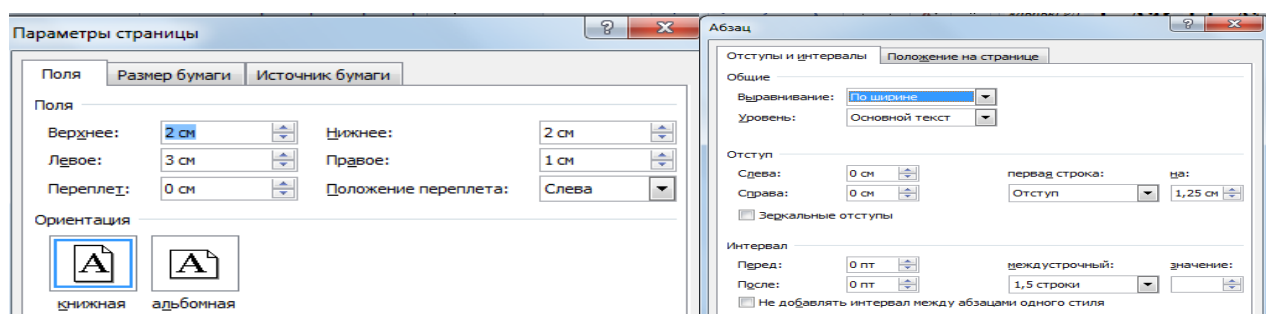 Параметры страницы
Поля Размер бумаги Источник бумаги
Поля
Верхнее: 2 см Нижнее: 2 см
Левое: 3 см Правое: 1 см
Переплет: 0 см Положение переплета: Слева
Ориентация
A A
книжная альбомная
Абзац
Отступы и интервалы Положение на странице
Общие
Выравнивание: По ширине
Уровень: Основной текст
Отступ
Слева: 0 см первая строка: на:
Справа: 0 см Отступ 1,25 см
Зеркальные отступы
Интервал
Перед: 0 пт междустрочный: значение:
После: 0 пт 1,5 строки
Не добавлять интервал между абзацами одного стиля